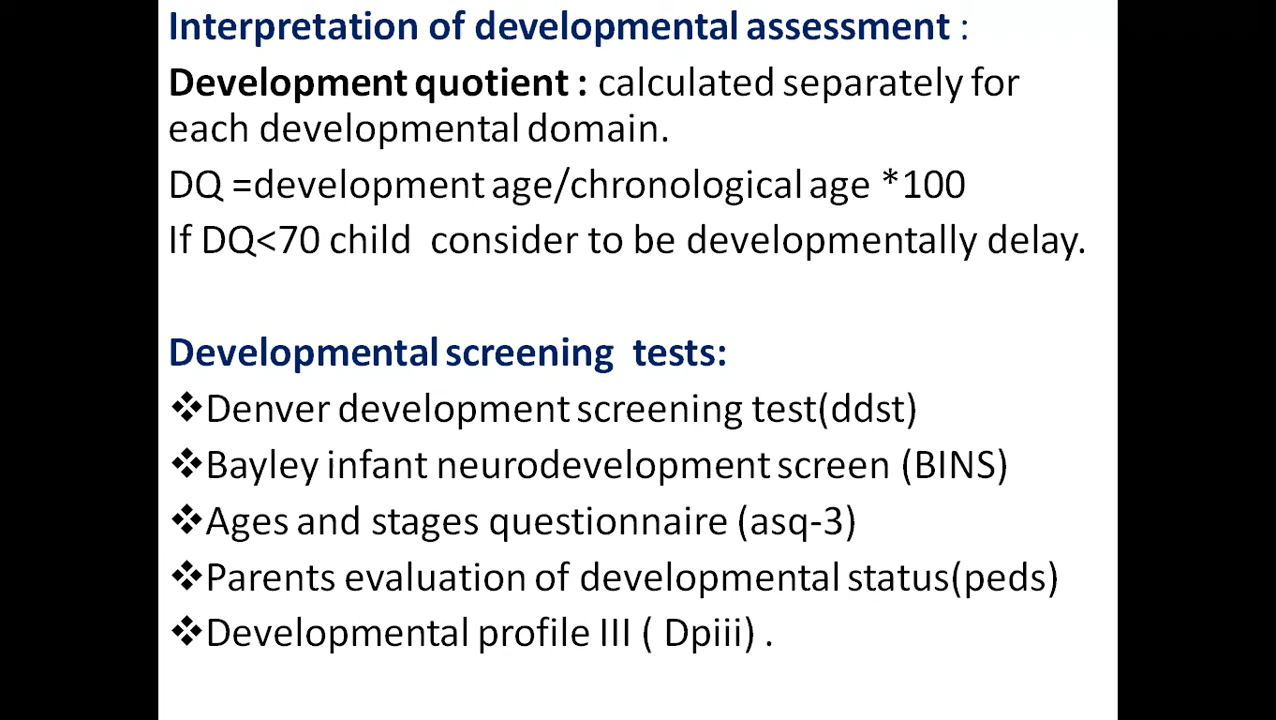 Interpretation of developmental assessment :
Development quotient : calculated separately for
each developmental domain.
DQ =development age/chronological age *100
If DQ<70 child consider to be developmentally delay.
Developmental screening tests:
❖Denver development screening test(ddst)
❖Bayley infant neurodevelopment screen (BINS)
❖Ages and stages questionnaire (asq-3)
❖Parents evaluation of developmental status(peds)
❖Developmental profile III ( Dpiii) .